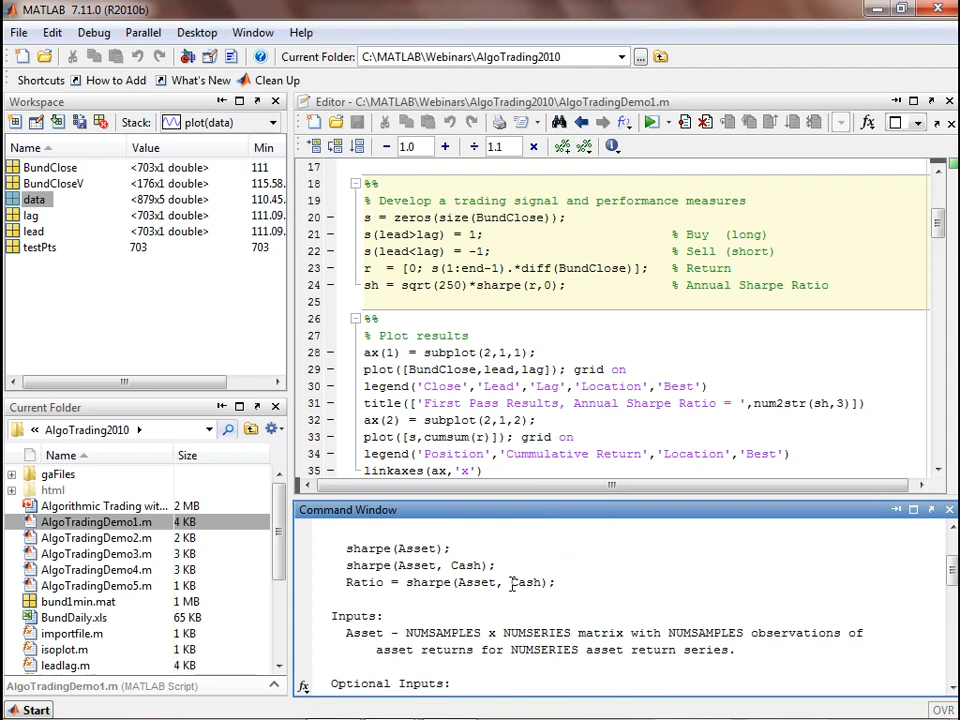 MATLAB 7.11.0 (R2010b)
File Edit Debug Parallel Desktop Window Help
Current Folder: C:\MATLAB\Webinars\AlgoTrading2010
Shortcuts How to Add What's New Clean Up
Workspace
Stack: plot(data)
Name Value Min
BundClose <703x1 double> 111
BundCloseV <176x1 double> 115.58.
data <879x5 double> 110.45.
lag <703x1 double> 111.09.
lead <703x1 double> 111.09.
testPts 703 703
Current Folder
« AlgoTrading2010
Name Size
gaFiles
html
Algorithmic Trading wit... 2 MB
AlgoTradingDemo1.m 4 KB
AlgoTradingDemo2.m 3 KB
AlgoTradingDemo3.m 3 KB
AlgoTradingDemo4.m 3 KB
AlgoTradingDemo5.m 3 KB
bund1min.mat 2 MB
BundDaily.xls 65 KB
importfile.m 3 KB
isoplot.m 3 KB
leadlag.m 3 KB
AlgoTradingDemo1.m (MATLAB Script)
Start
Editor - C:\MATLAB\Webinars\AlgoTrading2010\AlgoTradingDemo1.m
- 1.0 + ÷ 1.1 ×
17
18 %%
19 % Develop a trading signal and performance measures
20 - s = zeros(size(BundClose));
21 - s(lead>lag) = 1; % Buy (long)
22 - s(lead<lag) = -1; % Sell (short)
23 - r = [0; s(1:end-1).*diff(BundClose)]; % Return
24 - sh = sqrt(250)*sharpe(r,0); % Annual Sharpe Ratio
25
26 %%
27 % Plot results
28 - ax(1) = subplot(2,1,1);
29 - plot([BundClose,lead,lag]); grid on
30 - legend('Close','Lead','Lag','Location','Best')
31 - title(['First Pass Results, Annual Sharpe Ratio = ',num2str(sh,3)])
32 - ax(2) = subplot(2,1,2);
33 - plot([s,cumsum(r)]); grid on
34 - legend('Position','Cummulative Return','Location','Best')
35 - linkaxes(ax,'x')
Command Window
sharpe(Asset);
sharpe(Asset, Cash);
Ratio = sharpe(Asset, Cash);
Inputs:
Asset - NUMSAMPLES x NUMSERIES matrix with NUMSAMPLES observations of
asset returns for NUMSERIES asset return series.
Optional Inputs:
fx
OVR